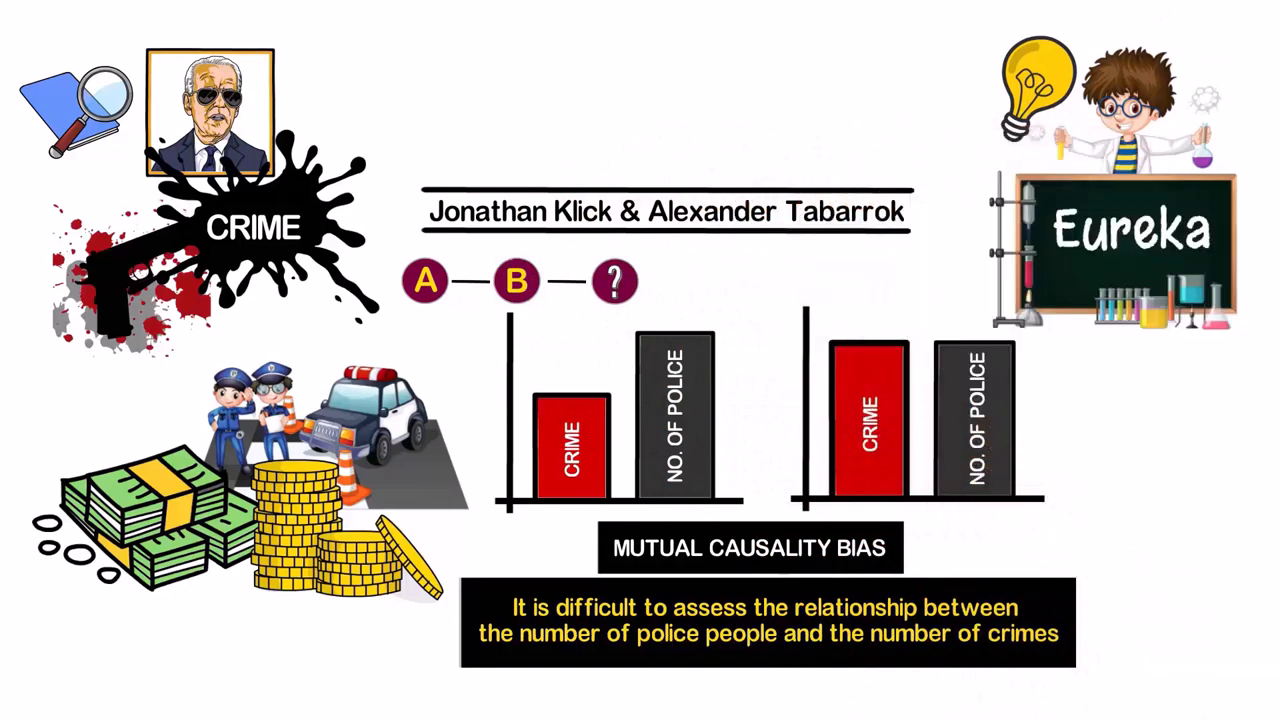 CRIME
Jonathan Klick & Alexander Tabarrok
Eureka
A B ?
CRIME
NO. OF POLICE
CRIME
NO. OF POLICE
MUTUAL CAUSALITY BIAS
It is difficult to assess the relationship between
the number of police people and the number of crimes